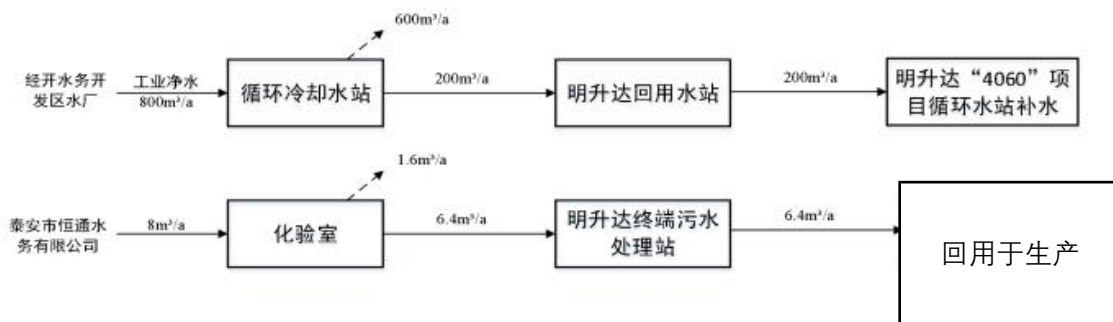 600m³/a
经开水务开
发区水厂
工业净水
800m³/a
循环冷却水站
200m³/a
明升达回用水站
200m³/a
明升达“4060”项
目循环水站补水
1.6m³/a
泰安市恒通水
务有限公司
8m³/a
化验室
6.4m³/a
明升达终端污水
处理站
6.4m³/a
回用于生产